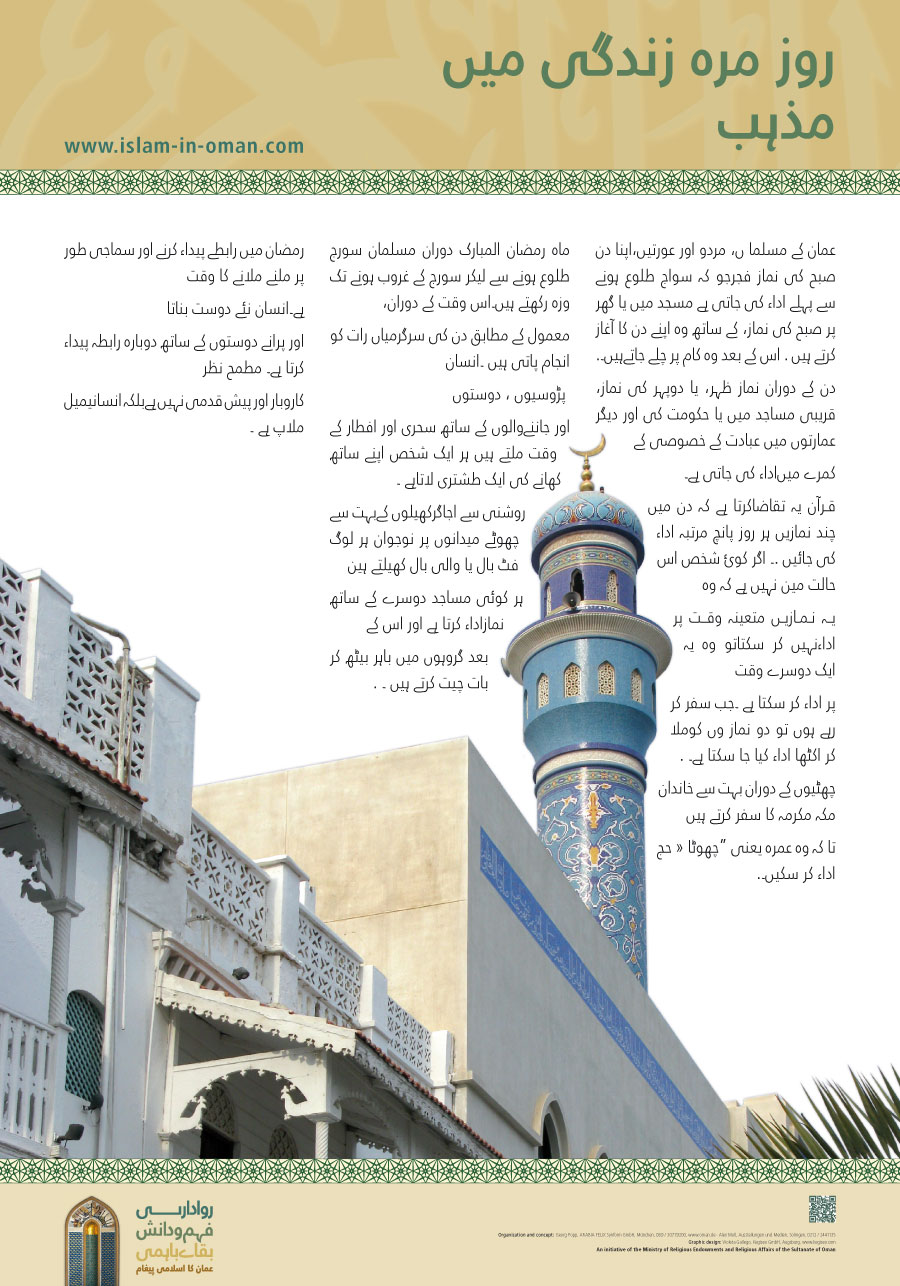 روز مرہ زندگی میں
مذہب
www.islam-in-oman.com
عمان کے مسلما ں، مردو اور عورتیں،اپنا دن
صبح کی نماز فجرجو کہ سواج طلوع ہونے
سے پہلے اداء کی جاتی ہے مسجد میں یا گھر
پر صبح کی نماز، کے ساتھ وہ اپنے دن کا آغاز
کرتے ہیں . اس کے بعد وہ کام پر چلے جاتےہیں..
دن کے دوران نماز ظہر، یا دوپہر کی نماز،
قریبی مساجد میں یا حکومت کی اور دیگر
عمارتوں میں عبادت کے خصوصی کے
کمرے میںاداء کی جاتی ہے.
قرآن یہ تقاضاکرتا ہے کہ دن میں
چند نمازیں ہر روز پانچ مرتبہ اداء
کی جائیں .. اگر کوئ شخص اس
حالت مین نہیں ہے کہ وہ
یہ نمازیں متعینہ وقت پر
اداءنہیں کر سکتاتو وہ یہ
ایک دوسرے وقت
پر اداء کر سکتا ہے .جب سفر کر
رہے ہوں تو دو نماز وں کوملا
کر اکٹھا اداء کیا جا سکتا ہے. .
چھٹیوں کے دوران بہت سے خاندان
مکہ مکرمہ کا سفر کرتے ہیں
تا کہ وہ عمرہ یعنی ”چھوٹا « حج
اداء کر سکیں..
ماہ رمضان المبارک دوران مسلمان سورج
طلوع ہونے سے لیکر سورج کے غروب ہونے تک
وزہ رکھتے ہیں.اس وقت کے دوران،
معمول کے مطابق دن کی سرگرمیاں رات کو
انجام پاتی ہیں .انسان
پڑوسیوں ، دوستوں
اور جاننےوالوں کے ساتھ سحری اور افطار کے
وقت ملتے ہیں ہر ایک شخص اپنے ساتھ
کھانے کی ایک طشتری لاتاہے .
روشنی سے اجاگرکھیلوں کےبہت سے
چھوٹے میدانوں پر نوجوان ہر لوگ
فٹ بال یا والی بال کھیلتے ہین
ہر کوئی مساجد دوسرے کے ساتھ
نمازاداء کرتا ہے اور اس کے
بعد گروہوں میں باہر بیٹھ کر
بات چیت کرتے ہیں . .
رمضان میں رابطے پیداء کرنے اور سماجی طور
پر ملنے ملانے کا وقت
ہے.انسان نئے دوست بناتا
اور پرانے دوستوں کے ساتھ دوبارہ رابطہ پیداء
کرتا ہے. مطمح نظر
کاروبار اور پیش قدمی نہیں ہےبلکہ انسانیمیل
ملاپ ہے .
رواداری
فہم ودانش
بقائے باہمی
عمان کا اسلامی پیغام
Organisation and concept: Georg Popp, ARABIA FELIX Synform GmbH, München,
An initiative of the Ministry of Religious Endowments and Religious Affairs of the Sultanate of Oman